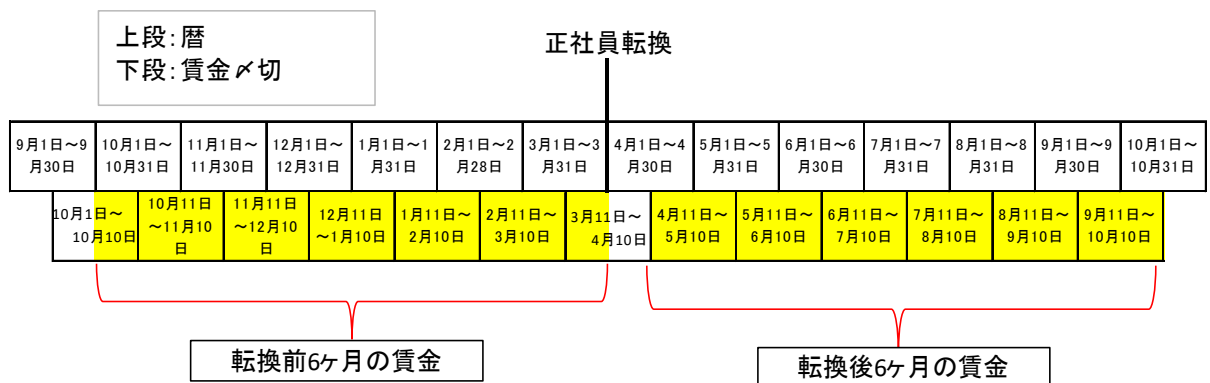 上段:暦
下段:賃金〆切
正社員転換
9月1日～9
月30日
10月1日～
10月31日
11月1日～
11月30日
12月1日～
12月31日
1月1日～1
月31日
2月1日～2
月28日
3月1日～3
月31日
4月1日～4
月30日
5月1日～5
月31日
6月1日～6
月30日
7月1日～7
月31日
8月1日～8
月31日
9月1日～9
月30日
10月1日～
10月31日
10月1日～
10月10日
10月11日
～11月10
日
11月11日
～12月10
日
12月11日
～1月10日
1月11日～
2月10日
2月11日～
3月10日
3月11日～
4月10日
4月11日～
5月10日
5月11日～
6月10日
6月11日～
7月10日
7月11日～
8月10日
8月11日～
9月10日
9月11日～
10月10日
転換前6ヶ月の賃金
転換後6ヶ月の賃金